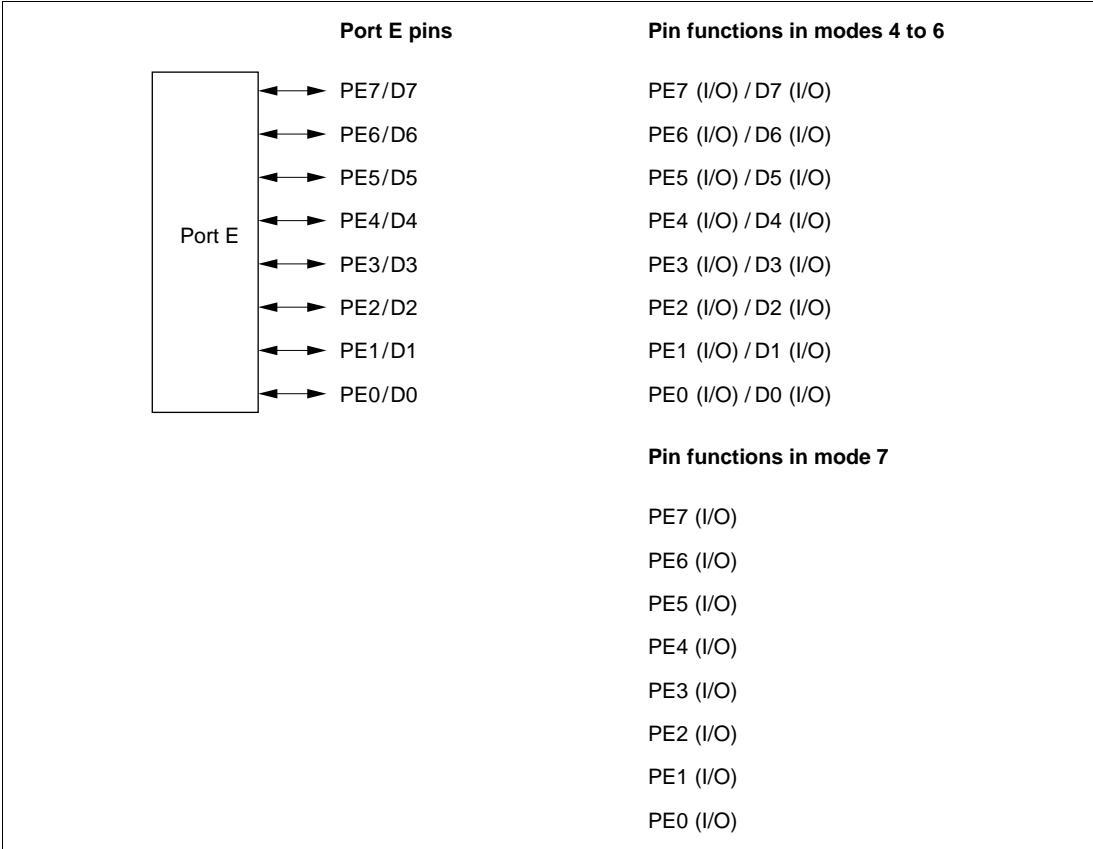 Port E pins Pin functions in modes 4 to 6
PE7/D7 PE7 (I/O) / D7 (I/O)
PE6/D6 PE6 (I/O) / D6 (I/O)
PE5/D5 PE5 (I/O) / D5 (I/O)
PE4/D4 PE4 (I/O) / D4 (I/O)
Port E
PE3/D3 PE3 (I/O) / D3 (I/O)
PE2/D2 PE2 (I/O) / D2 (I/O)
PE1/D1 PE1 (I/O) / D1 (I/O)
PE0/D0 PE0 (I/O) / D0 (I/O)
Pin functions in mode 7
PE7 (I/O)
PE6 (I/O)
PE5 (I/O)
PE4 (I/O)
PE3 (I/O)
PE2 (I/O)
PE1 (I/O)
PE0 (I/O)